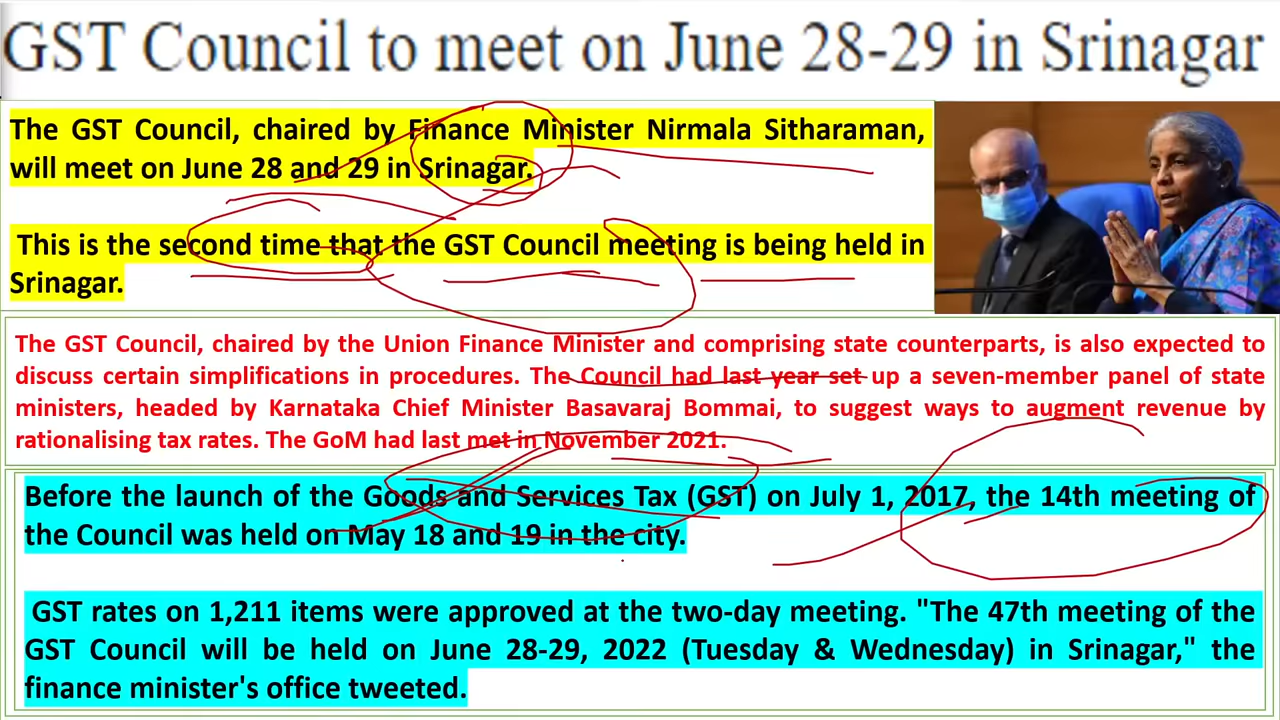 GST Council to meet on June 28-29 in Srinagar
The GST Council, chaired by Finance Minister Nirmala Sitharaman,
will meet on June 28 and 29 in Srinagar.
This is the second time that the GST Council meeting is being held in
Srinagar.
The GST Council, chaired by the Union Finance Minister and comprising state counterparts, is also expected to
discuss certain simplifications in procedures. The Council had last year set up a seven-member panel of state
ministers, headed by Karnataka Chief Minister Basavaraj Bommai, to suggest ways to augment revenue by
rationalising tax rates. The GoM had last met in November 2021.
Before the launch of the Goods and Services Tax (GST) on July 1, 2017, the 14th meeting of
the Council was held on May 18 and 19 in the city.
GST rates on 1,211 items were approved at the two-day meeting. "The 47th meeting of the
GST Council will be held on June 28-29, 2022 (Tuesday & Wednesday) in Srinagar," the
finance minister's office tweeted.